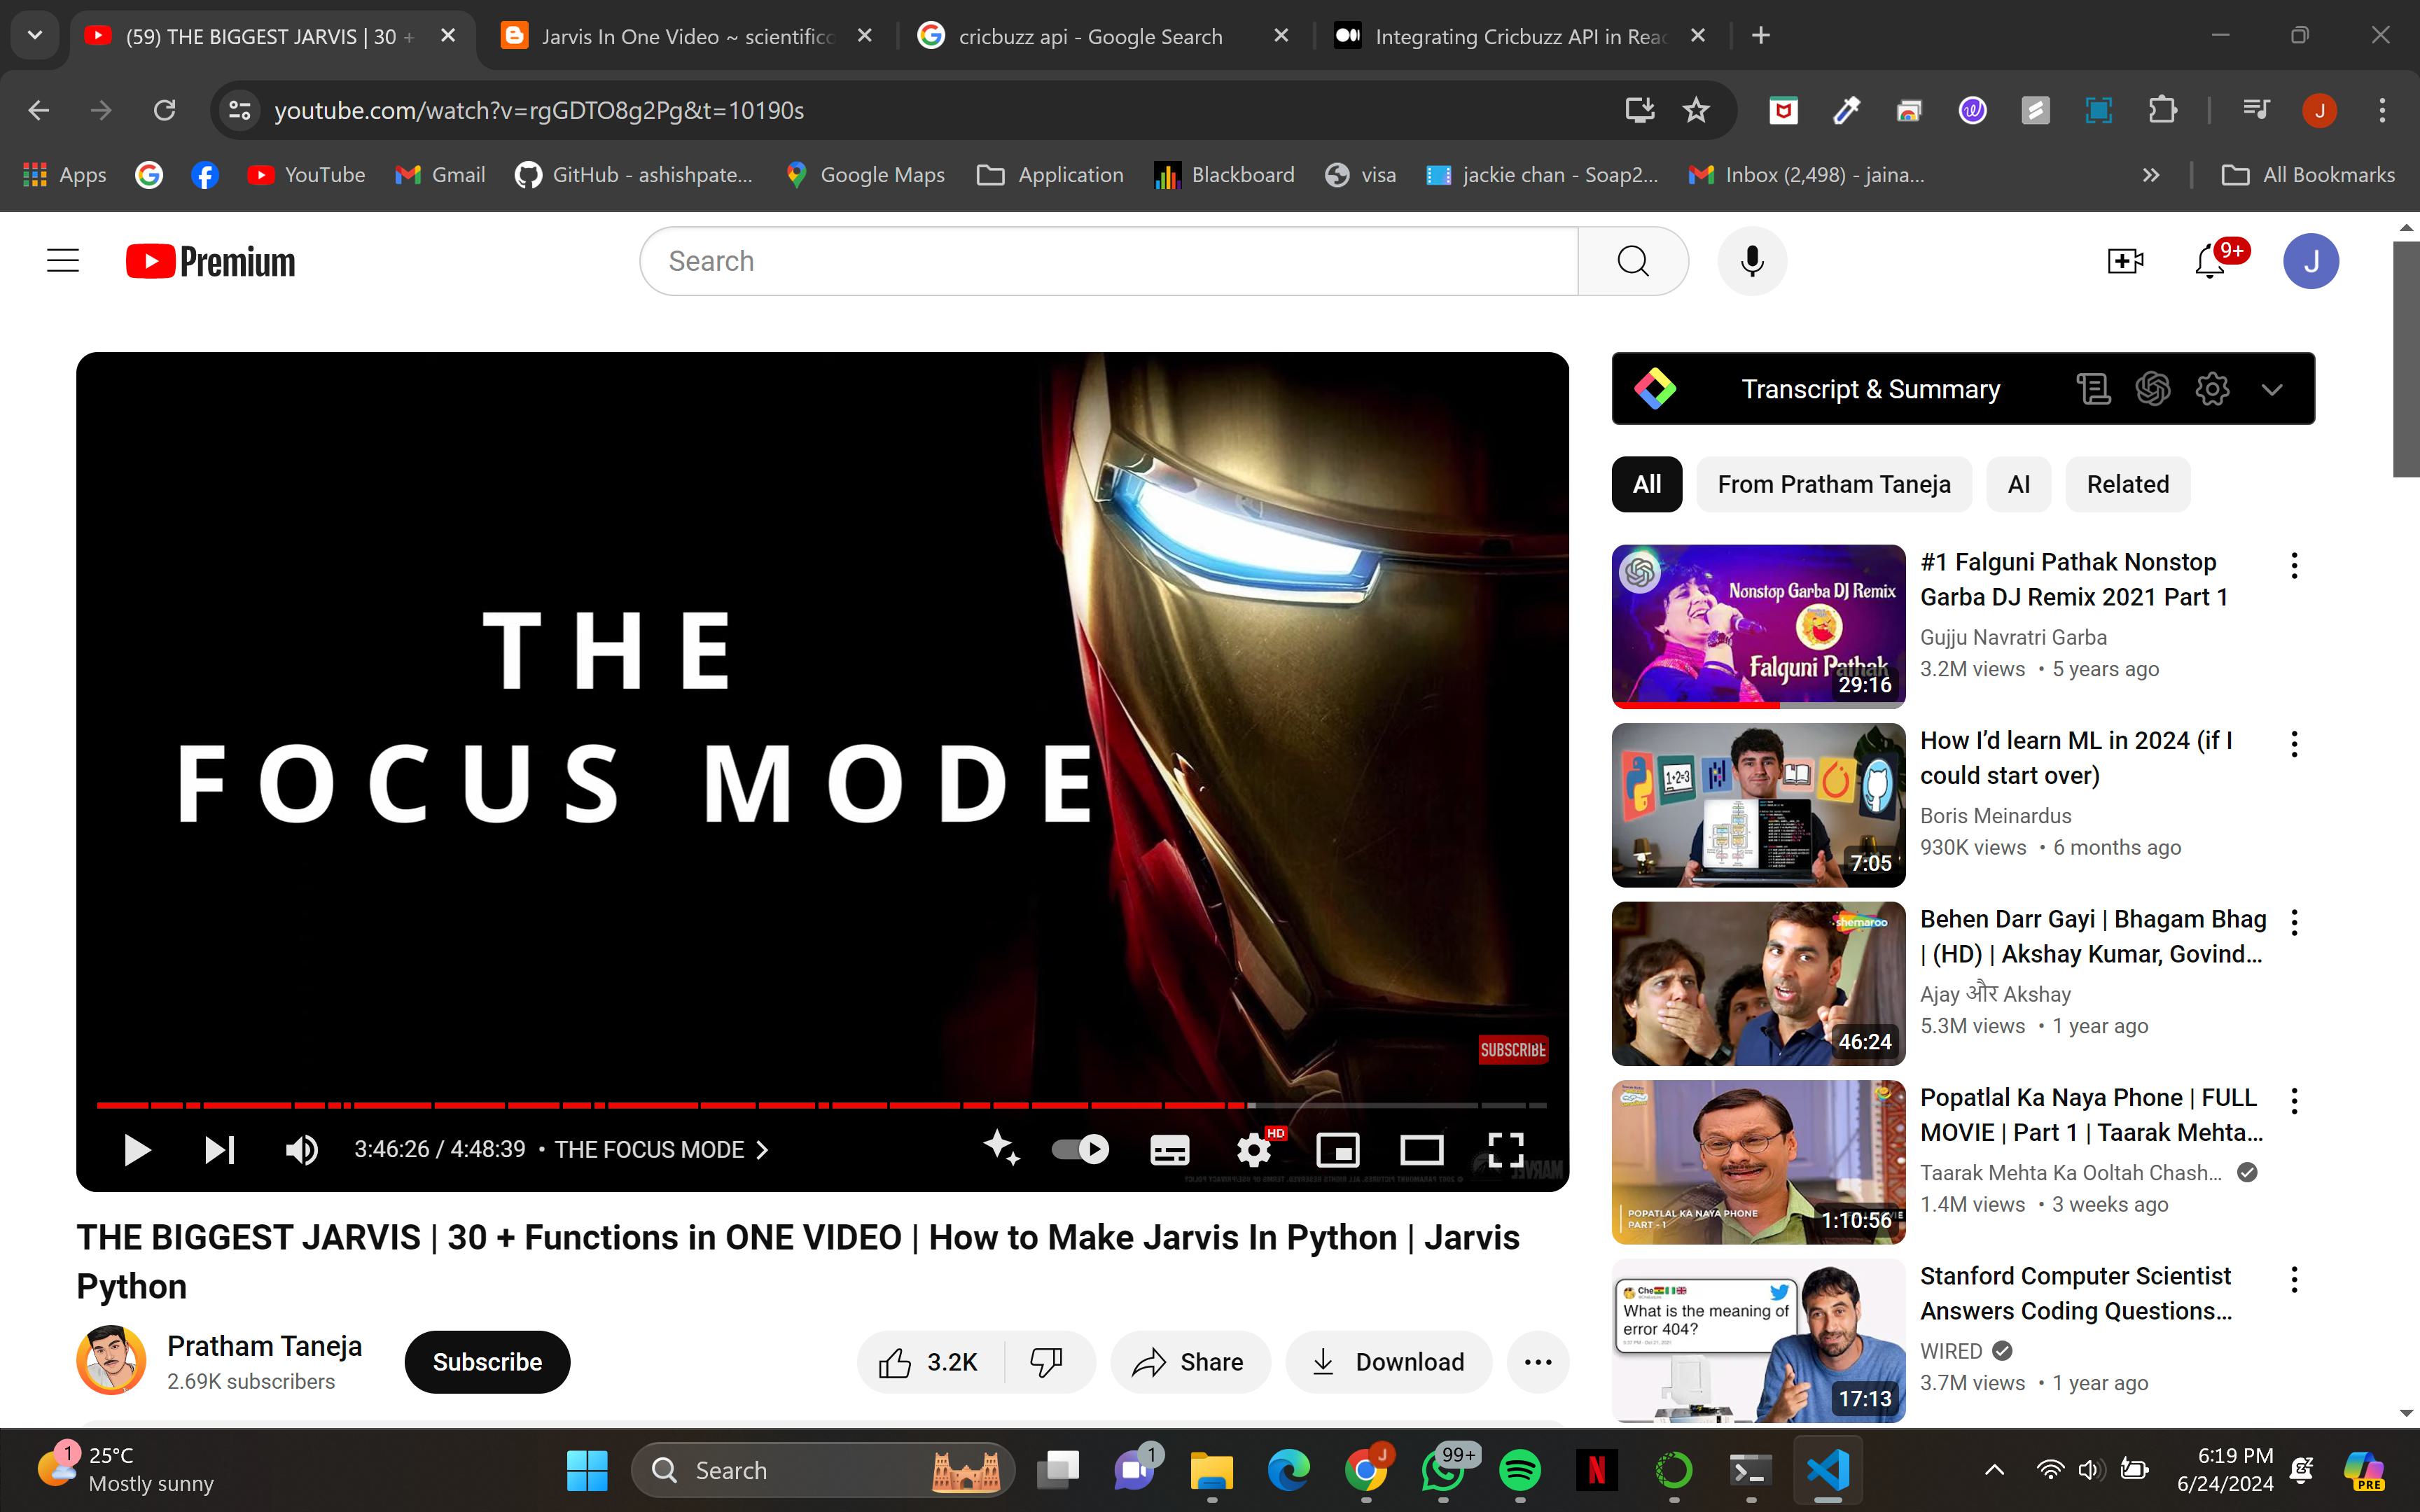 (59) THE BIGGEST JARVIS | 30 +
Jarvis In One Video ~ scientifico
cricbuzz api - Google Search
Integrating Cricbuzz API in Reac
youtube.com/watch?v=rgGDTO8g2Pg&t=10190s
J
Apps
YouTube
Gmail
GitHub - ashishpate...
Google Maps
Application
Blackboard
visa
jackie chan - Soap2...
Inbox (2,498) - jaina...
All Bookmarks
Premium
Search
9+
J
THE
FOCUS MODE
SUBSCRIBE
3:46:26 / 4:48:39 • THE FOCUS MODE
HD
THE BIGGEST JARVIS | 30 + Functions in ONE VIDEO | How to Make Jarvis In Python | Jarvis
Python
Pratham Taneja
2.69K subscribers
Subscribe
3.2K
Share
Download
Transcript & Summary
All
From Pratham Taneja
AI
Related
Nonstop Garba DJ Remix
Falguni Pathak
29:16
#1 Falguni Pathak Nonstop
Garba DJ Remix 2021 Part 1
Gujju Navratri Garba
3.2M views • 5 years ago
1+2=3
7:05
How I’d learn ML in 2024 (if I
could start over)
Boris Meinardus
930K views • 6 months ago
shemaroo
46:24
Behen Darr Gayi | Bhagam Bhag
| (HD) | Akshay Kumar, Govind...
Ajay और Akshay
5.3M views • 1 year ago
POPATLAL KA NAYA PHONE
PART - 1
1:10:56
Popatlal Ka Naya Phone | FULL
MOVIE | Part 1 | Taarak Mehta...
Taarak Mehta Ka Ooltah Chash...
1.4M views • 3 weeks ago
What is the meaning of
error 404?
17:13
Stanford Computer Scientist
Answers Coding Questions...
WIRED
3.7M views • 1 year ago
1
25°C
Mostly sunny
Search
1
J
99+
N
6:19 PM
6/24/2024
PRE